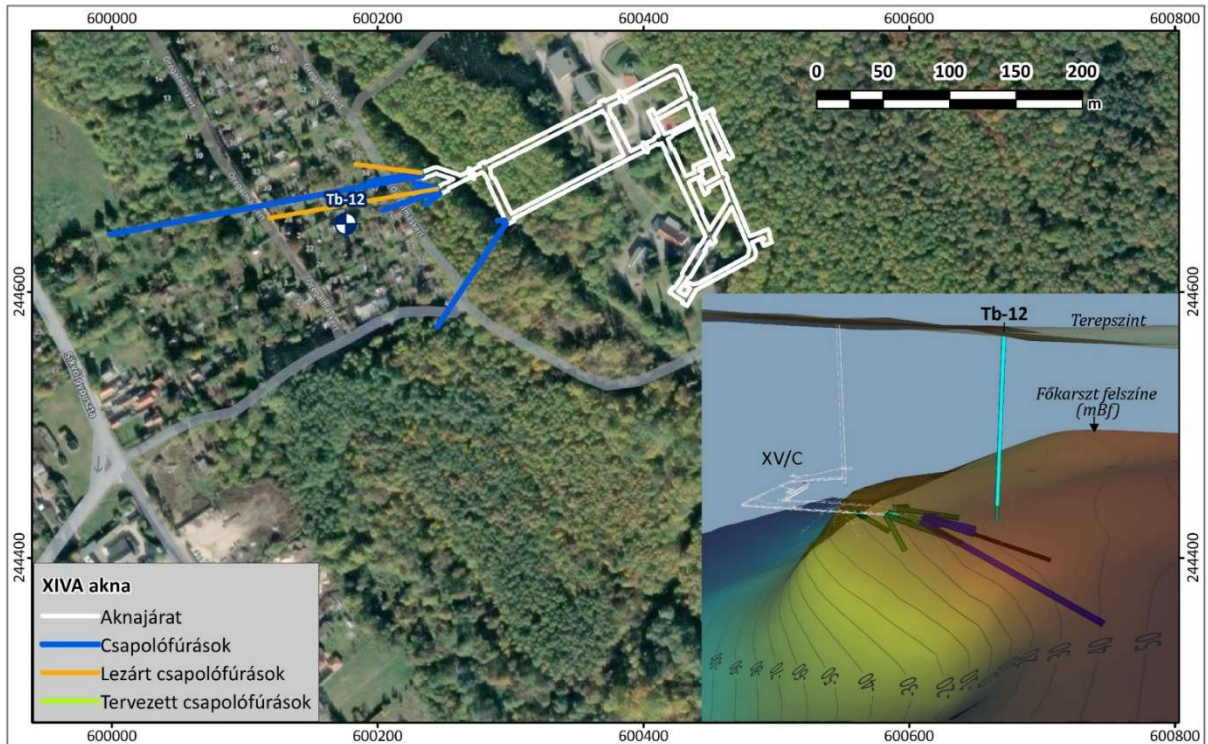 600000
600200
600400
600600
600800
0
50
100
150
200
m
Tb-12
244600
244600
Síkvölgypuszta
Tb-12
Terepszint
Főkarszt felszíne
(mBf)
XV/C
244400
244400
XIVA akna
Aknajárat
Csapolófúrások
Lezárt csapolófúrások
Tervezett csapolófúrások
600000
600200
600400
600600
600800